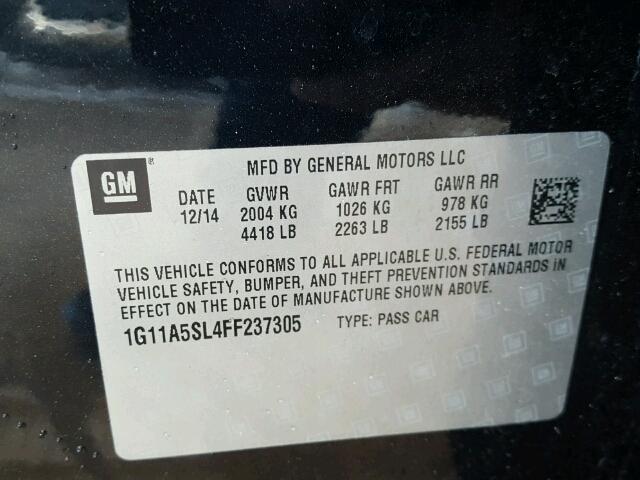 GM ®
MFD BY GENERAL MOTORS LLC
DATE GVWR GAWR FRT GAWR RR
12/14 2004 KG 1026 KG 978 KG
4418 LB 2263 LB 2155 LB
THIS VEHICLE CONFORMS TO ALL APPLICABLE U.S. FEDERAL MOTOR
VEHICLE SAFETY, BUMPER, AND THEFT PREVENTION STANDARDS IN
EFFECT ON THE DATE OF MANUFACTURE SHOWN ABOVE.
1G11A5SL4FF237305 TYPE: PASS CAR